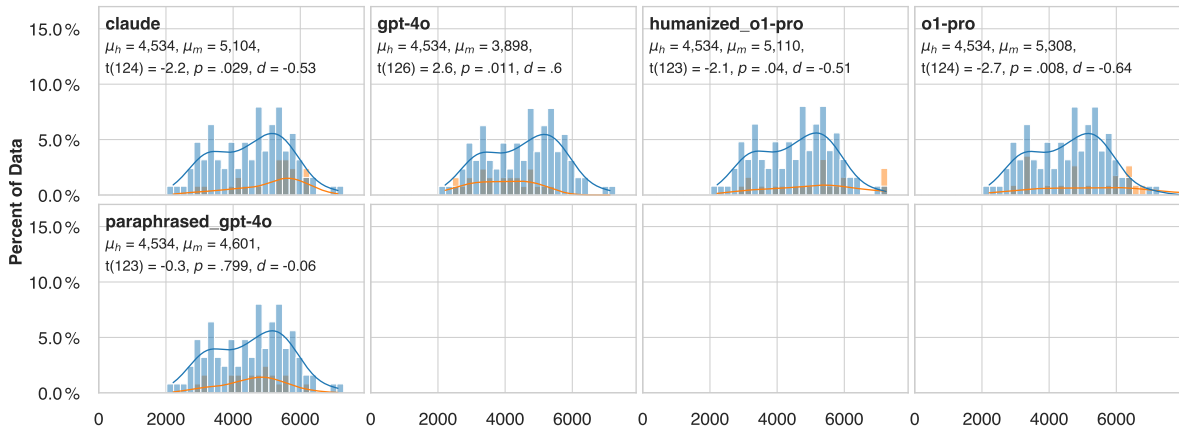 claude
μh = 4,534, μm = 5,104,
t(124) = -2.2, p = .029, d = -0.53
gpt-4o
μh = 4,534, μm = 3,898,
t(126) = 2.6, p = .011, d = .6
humanized_o1-pro
μh = 4,534, μm = 5,110,
t(123) = -2.1, p = .04, d = -0.51
o1-pro
μh = 4,534, μm = 5,308,
t(124) = -2.7, p = .008, d = -0.64
15.0%
10.0%
5.0%
0.0%
paraphrased_gpt-4o
μh = 4,534, μm = 4,601,
t(123) = -0.3, p = .799, d = -0.06
15.0%
10.0%
5.0%
0.0%
Percent of Data
0 2000 4000 6000
0 2000 4000 6000
0 2000 4000 6000
0 2000 4000 6000